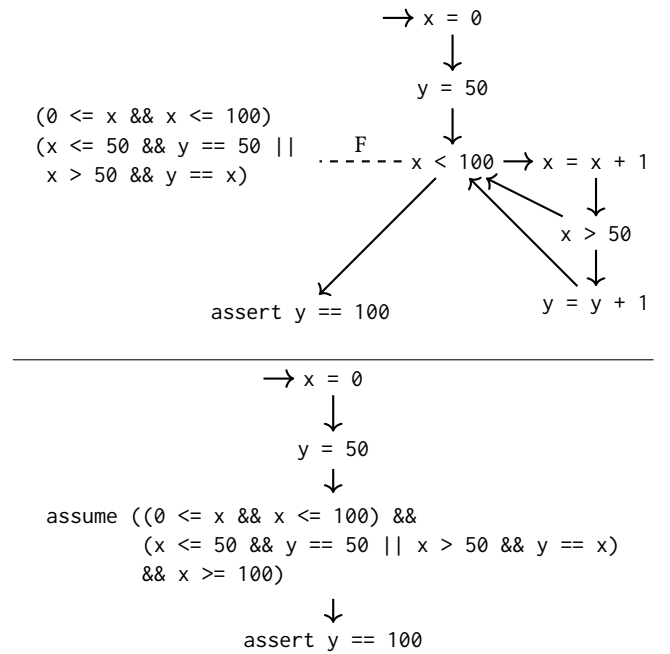 x = 0
y = 50
(0 <= x && x <= 100)
(x <= 50 && y == 50 ||
x > 50 && y == x)
F
x < 100
x = x + 1
x > 50
y = y + 1
assert y == 100
x = 0
y = 50
assume ((0 <= x && x <= 100) &&
(x <= 50 && y == 50 || x > 50 && y == x)
&& x >= 100)
assert y == 100